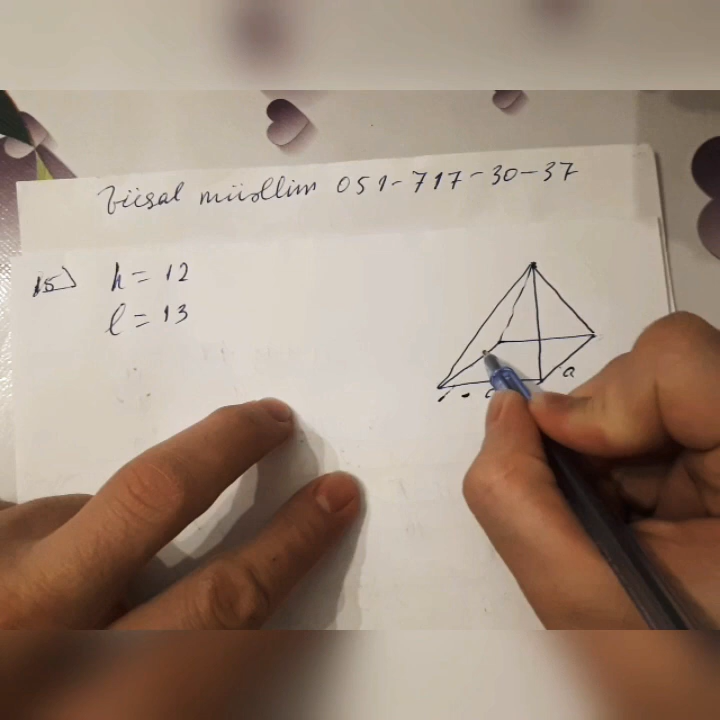 Vüsal müəllim 051-717-30-37
15) h = 12
l = 13
a